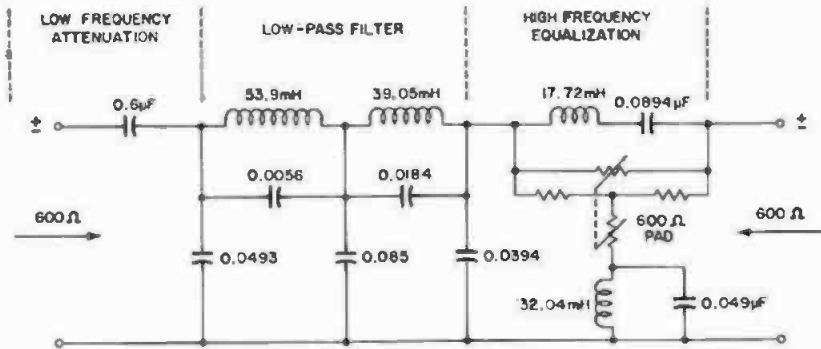 LOW FREQUENCY
ATTENUATION
LOW-PASS FILTER
HIGH FREQUENCY
EQUALIZATION
±
0.6µF
53.9mH
39.05mH
17.72mH
0.0894µF
±
0.0056
0.0184
600Ω
0.0493
0.085
0.0394
600Ω
PAD
600Ω
32.04mH
0.049µF